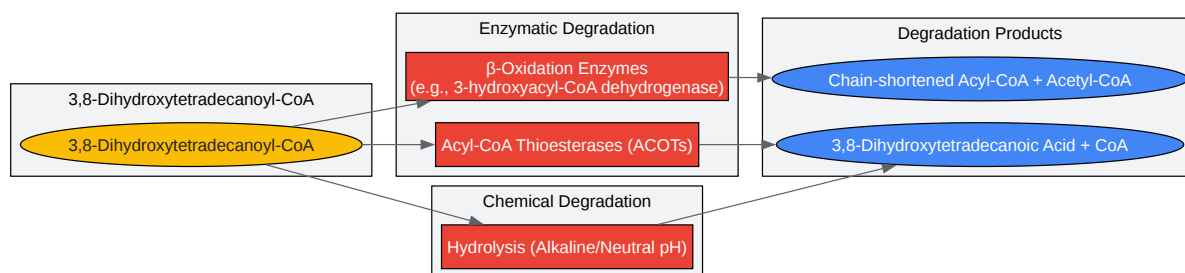 Enzymatic Degradation
Degradation Products
β-Oxidation Enzymes
(e.g., 3-hydroxyacyl-CoA dehydrogenase)
Chain-shortened Acyl-CoA + Acetyl-CoA
3,8-Dihydroxytetradecanoyl-CoA
3,8-Dihydroxytetradecanoyl-CoA
Acyl-CoA Thioesterases (ACOTs)
3,8-Dihydroxytetradecanoic Acid + CoA
Chemical Degradation
Hydrolysis (Alkaline/Neutral pH)